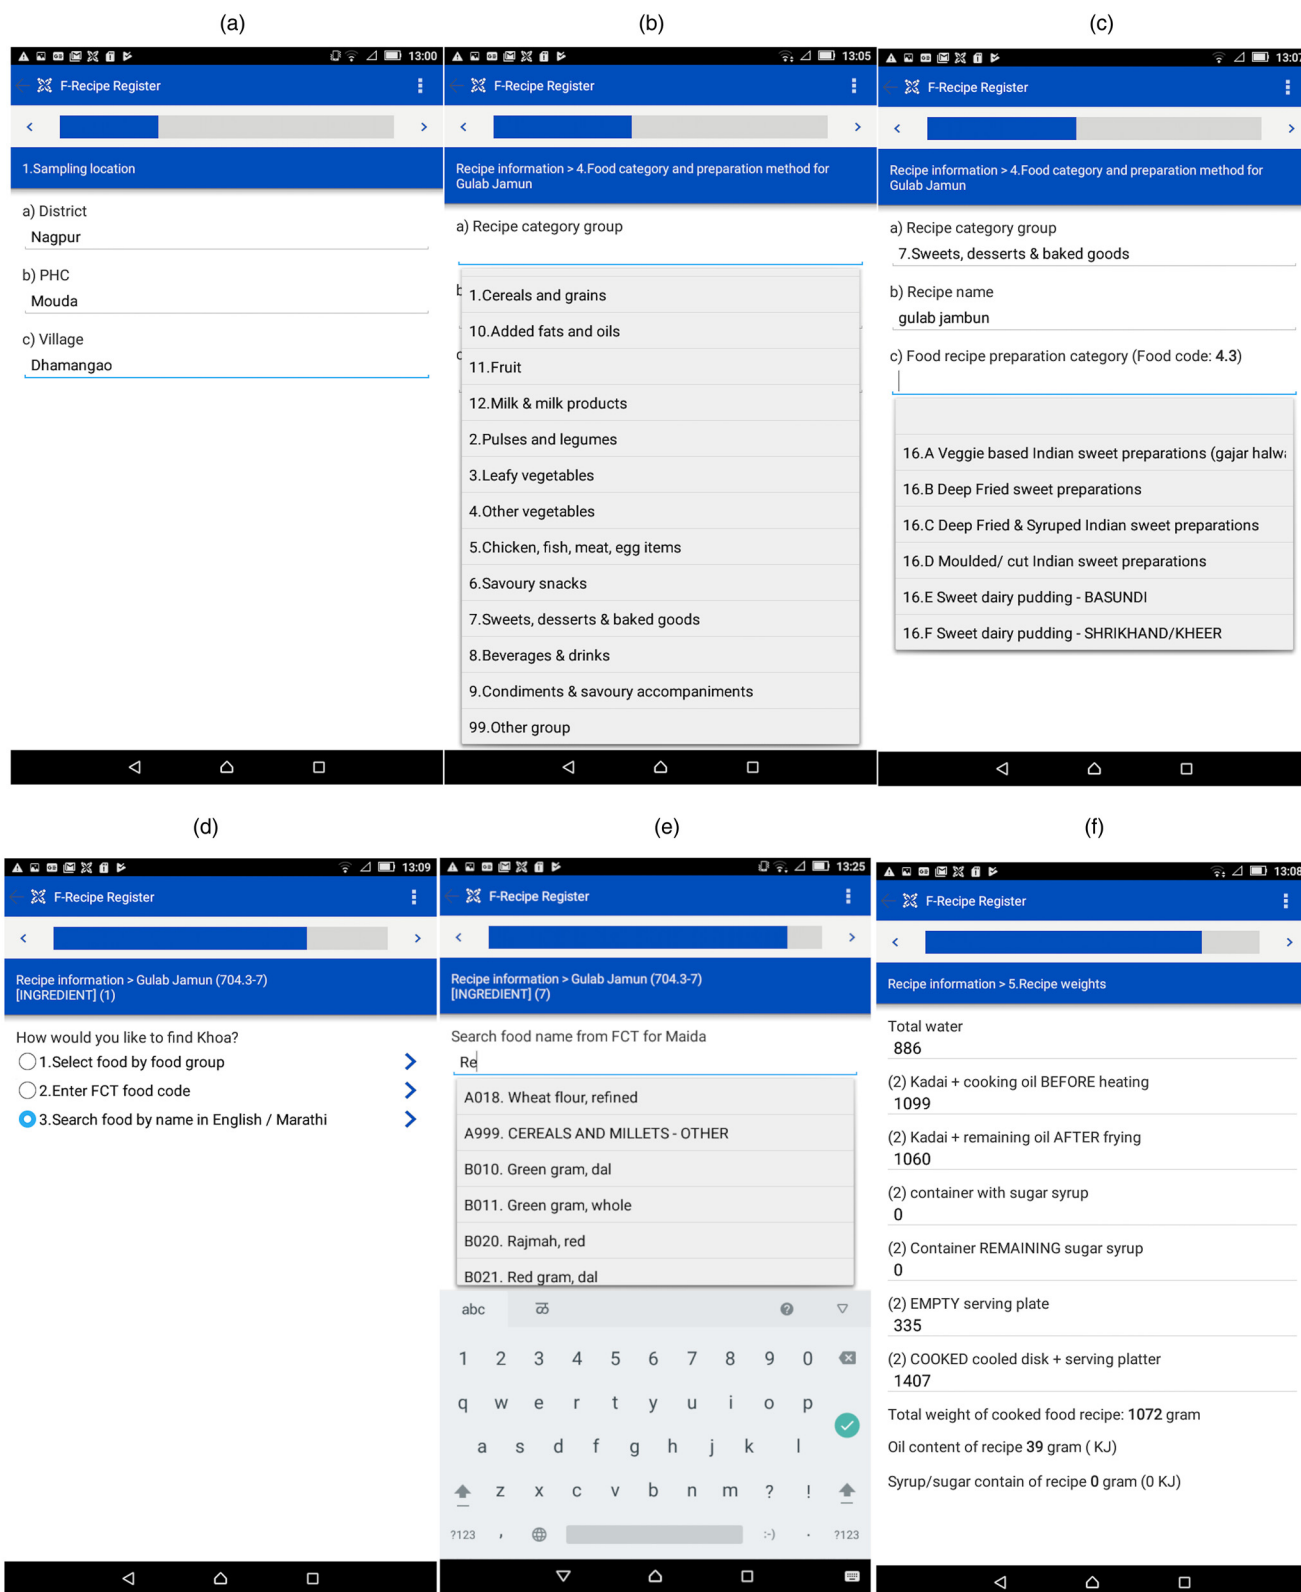 (a)
13:00
F-Recipe Register
1.Sampling location
a) District
Nagpur
b) PHC
Mouda
c) Village
Dhamangao
(b)
13:05
F-Recipe Register
Recipe information > 4.Food category and preparation method for
Gulab Jamun
a) Recipe category group
1.Cereals and grains
10.Added fats and oils
11.Fruit
12.Milk & milk products
2.Pulses and legumes
3.Leafy vegetables
4.Other vegetables
5.Chicken, fish, meat, egg items
6.Savoury snacks
7.Sweets, desserts & baked goods
8.Beverages & drinks
9.Condiments & savoury accompaniments
99.Other group
(c)
13:07
F-Recipe Register
Recipe information > 4.Food category and preparation method for
Gulab Jamun
a) Recipe category group
7.Sweets, desserts & baked goods
b) Recipe name
gulab jambun
c) Food recipe preparation category (Food code: 4.3)
16.A Veggie based Indian sweet preparations (gajar halwa
16.B Deep Fried sweet preparations
16.C Deep Fried & Syruped Indian sweet preparations
16.D Moulded/ cut Indian sweet preparations
16.E Sweet dairy pudding - BASUNDI
16.F Sweet dairy pudding - SHRIKHAND/KHEER
(d)
13:09
F-Recipe Register
Recipe information > Gulab Jamun (704.3-7)
[INGREDIENT] (1)
How would you like to find Khoa?
1.Select food by food group
2.Enter FCT food code
3.Search food by name in English / Marathi
(e)
13:25
F-Recipe Register
Recipe information > Gulab Jamun (704.3-7)
[INGREDIENT] (7)
Search food name from FCT for Maida
Re
A018. Wheat flour, refined
A999. CEREALS AND MILLETS - OTHER
B010. Green gram, dal
B011. Green gram, whole
B020. Rajmah, red
B021. Red gram, dal
abc
1 2 3 4 5 6 7 8 9 0
q w e r t y u i o p
a s d f g h j k l
z x c v b n m ? !
?123 , :-) . ?123
(f)
13:08
F-Recipe Register
Recipe information > 5.Recipe weights
Total water
886
(2) Kadai + cooking oil BEFORE heating
1099
(2) Kadai + remaining oil AFTER frying
1060
(2) container with sugar syrup
0
(2) Container REMAINING sugar syrup
0
(2) EMPTY serving plate
335
(2) COOKED cooled disk + serving platter
1407
Total weight of cooked food recipe: 1072 gram
Oil content of recipe 39 gram ( KJ)
Syrup/sugar contain of recipe 0 gram (0 KJ)